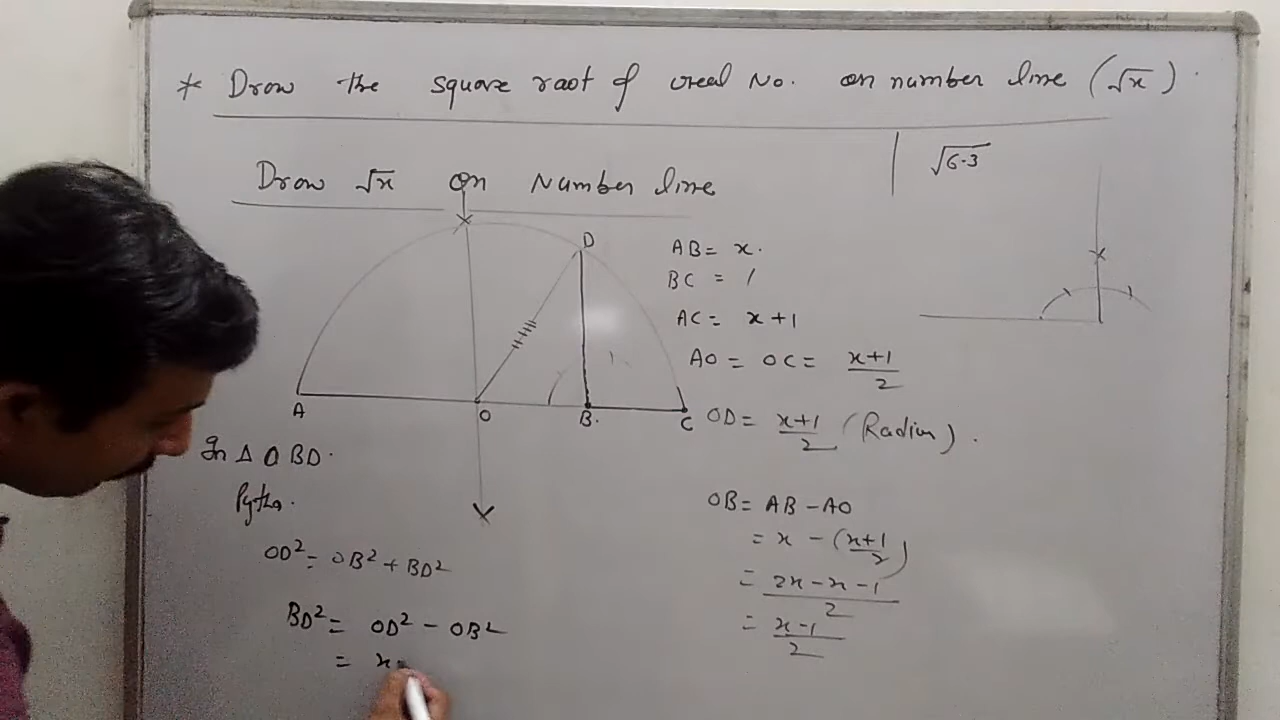 * Drow the square root of real No. on number line (√x).
√6.3
Drow √x on Number line
D
A
O
B.
C
AB = x.
BC = 1
AC = x+1
AO = OC = x+1/2
OD = x+1/2 (Radius).
In Δ OBD.
Pytha.
OD² = OB² + BD²
BD² = OD² - OB²
= x
OB = AB - AO
= x - (x+1/2)
= 2x-x-1/2
= x-1/2